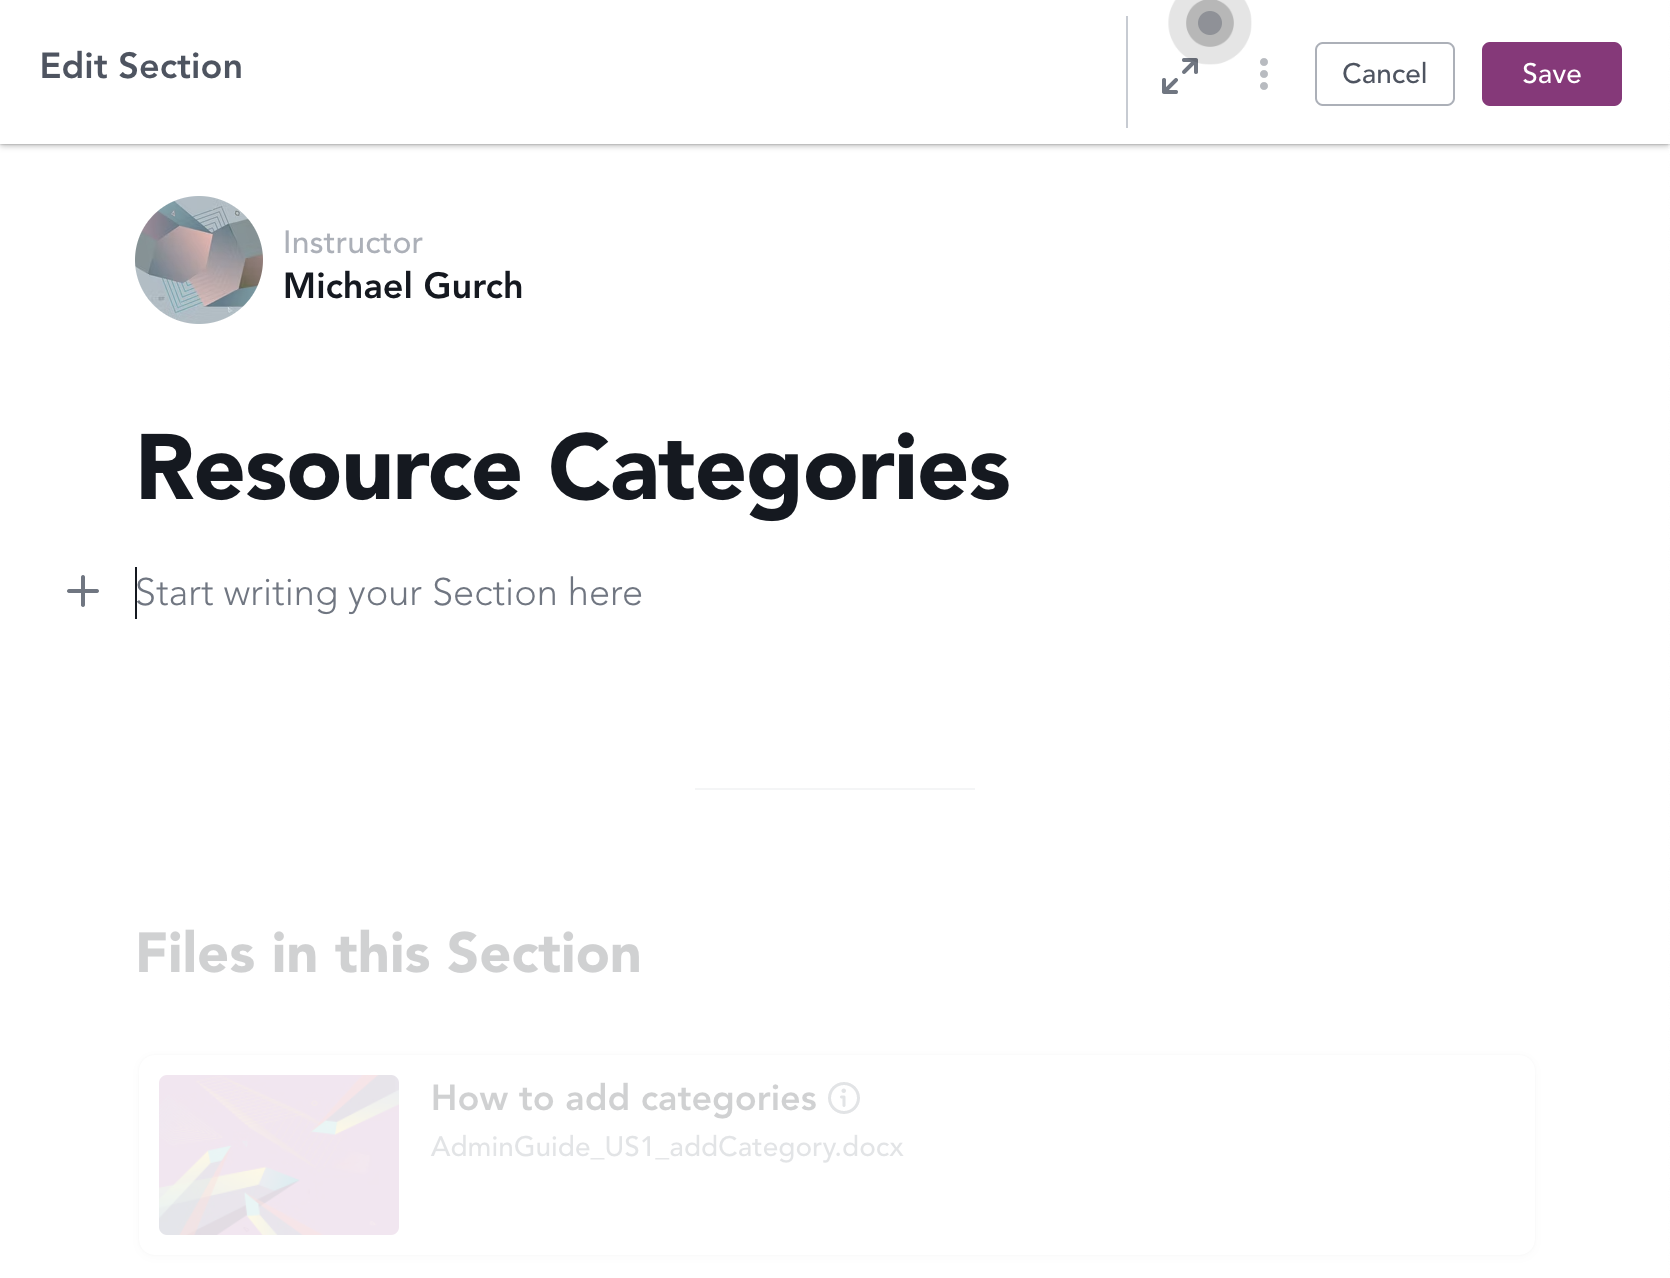 Edit Section
Cancel
Save
Instructor
Michael Gurch
Resource Categories
Start writing your Section here
Files in this Section
How to add categories
AdminGuide_US1_addCategory.docx